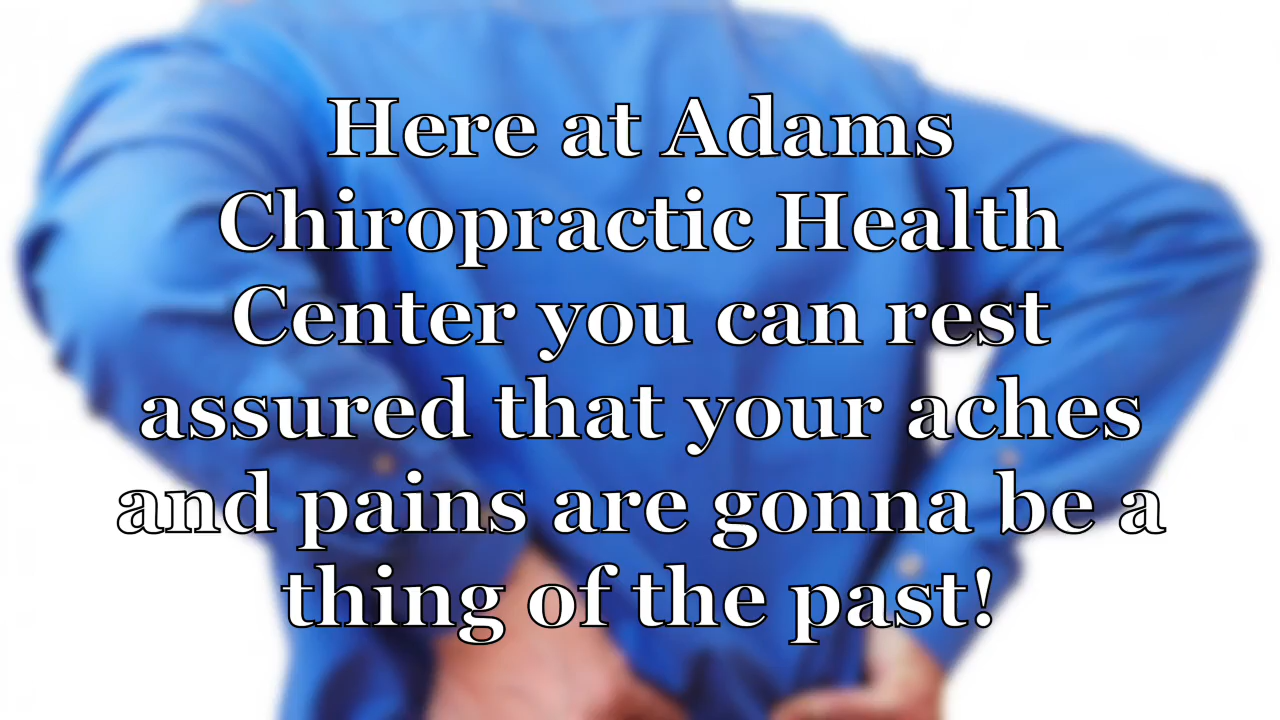 Here at Adams
Chiropractic Health
Center you can rest
assured that your aches
and pains are gonna be a
thing of the past!